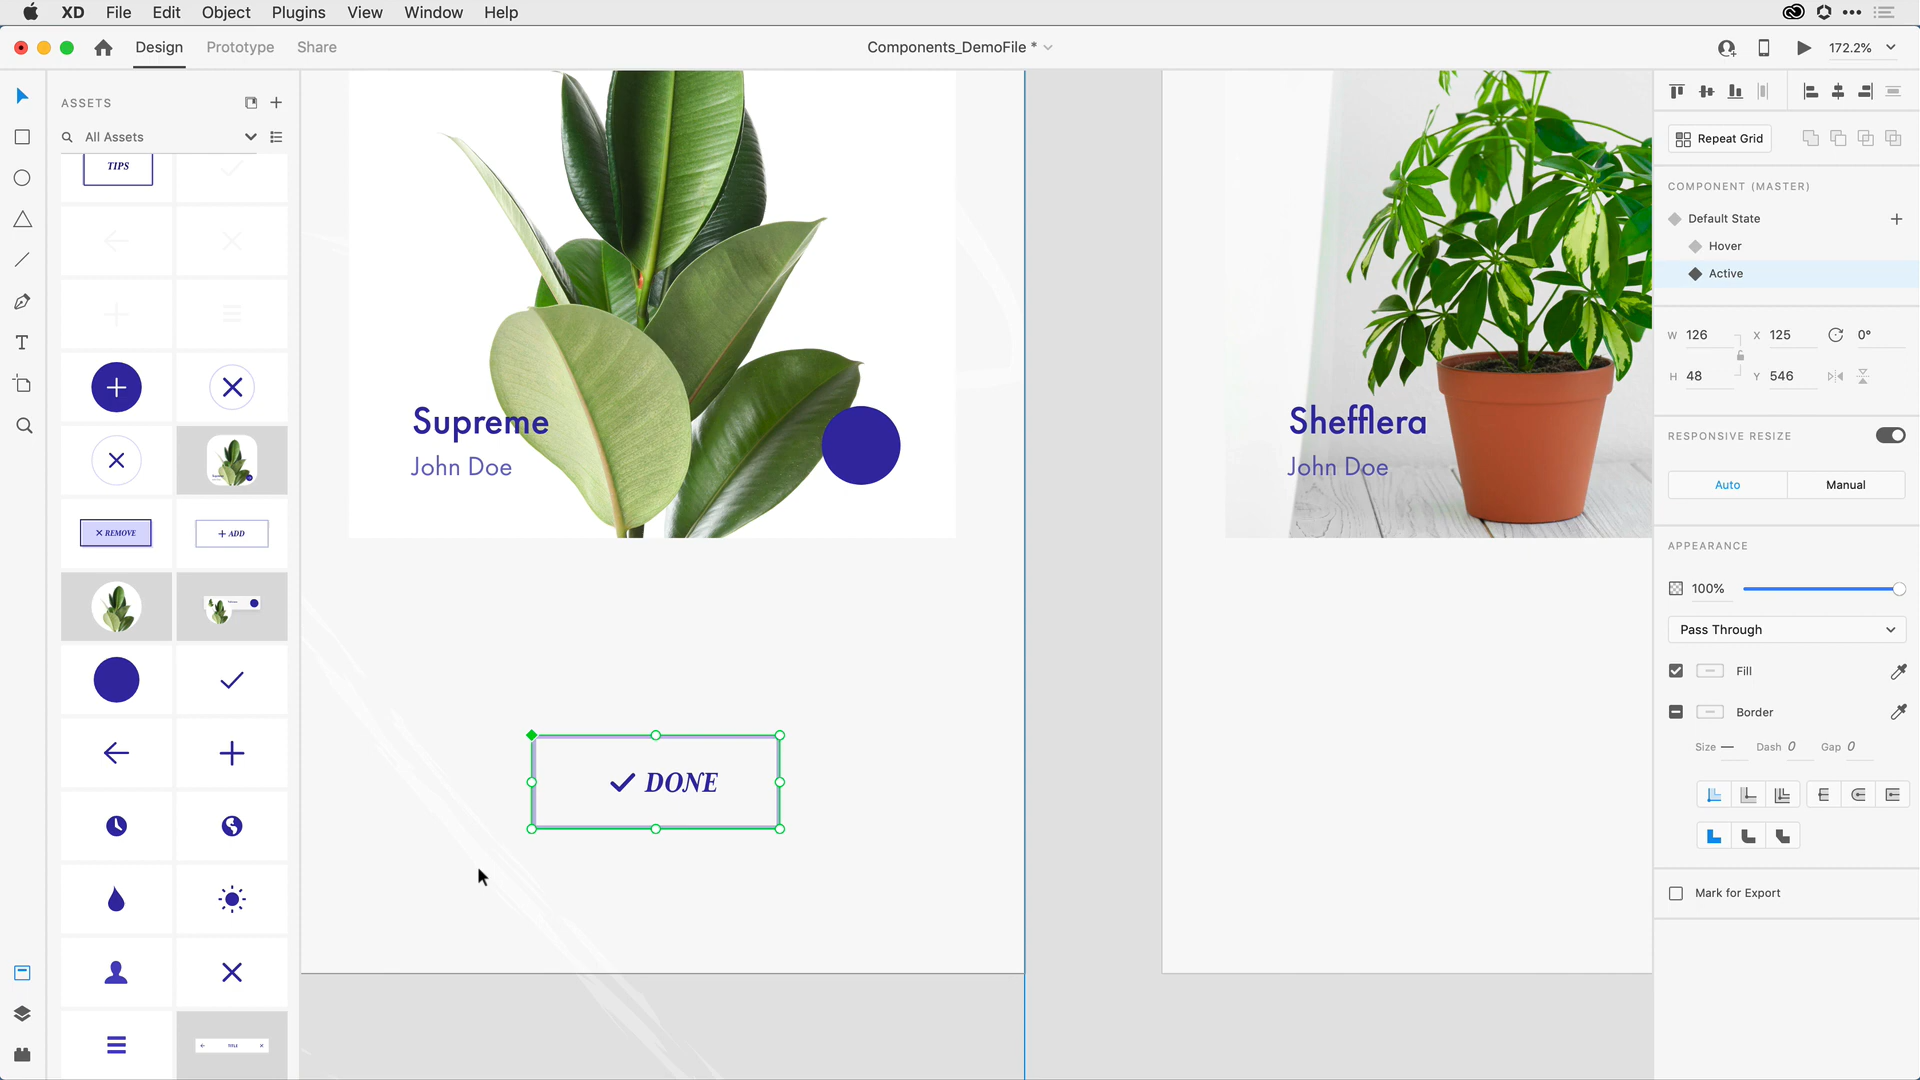 XD File Edit Object Plugins View Window Help
Design Prototype Share
Components_DemoFile *
172.2%
ASSETS
All Assets
TIPS
REMOVE
ADD
TITLE
Supreme
John Doe
DONE
Shefflera
John Doe
Repeat Grid
COMPONENT (MASTER)
Default State
Hover
Active
W 126 X 125 0°
H 48 Y 546
RESPONSIVE RESIZE
Auto Manual
APPEARANCE
100%
Pass Through
Fill
Border
Size — Dash 0 Gap 0
Mark for Export